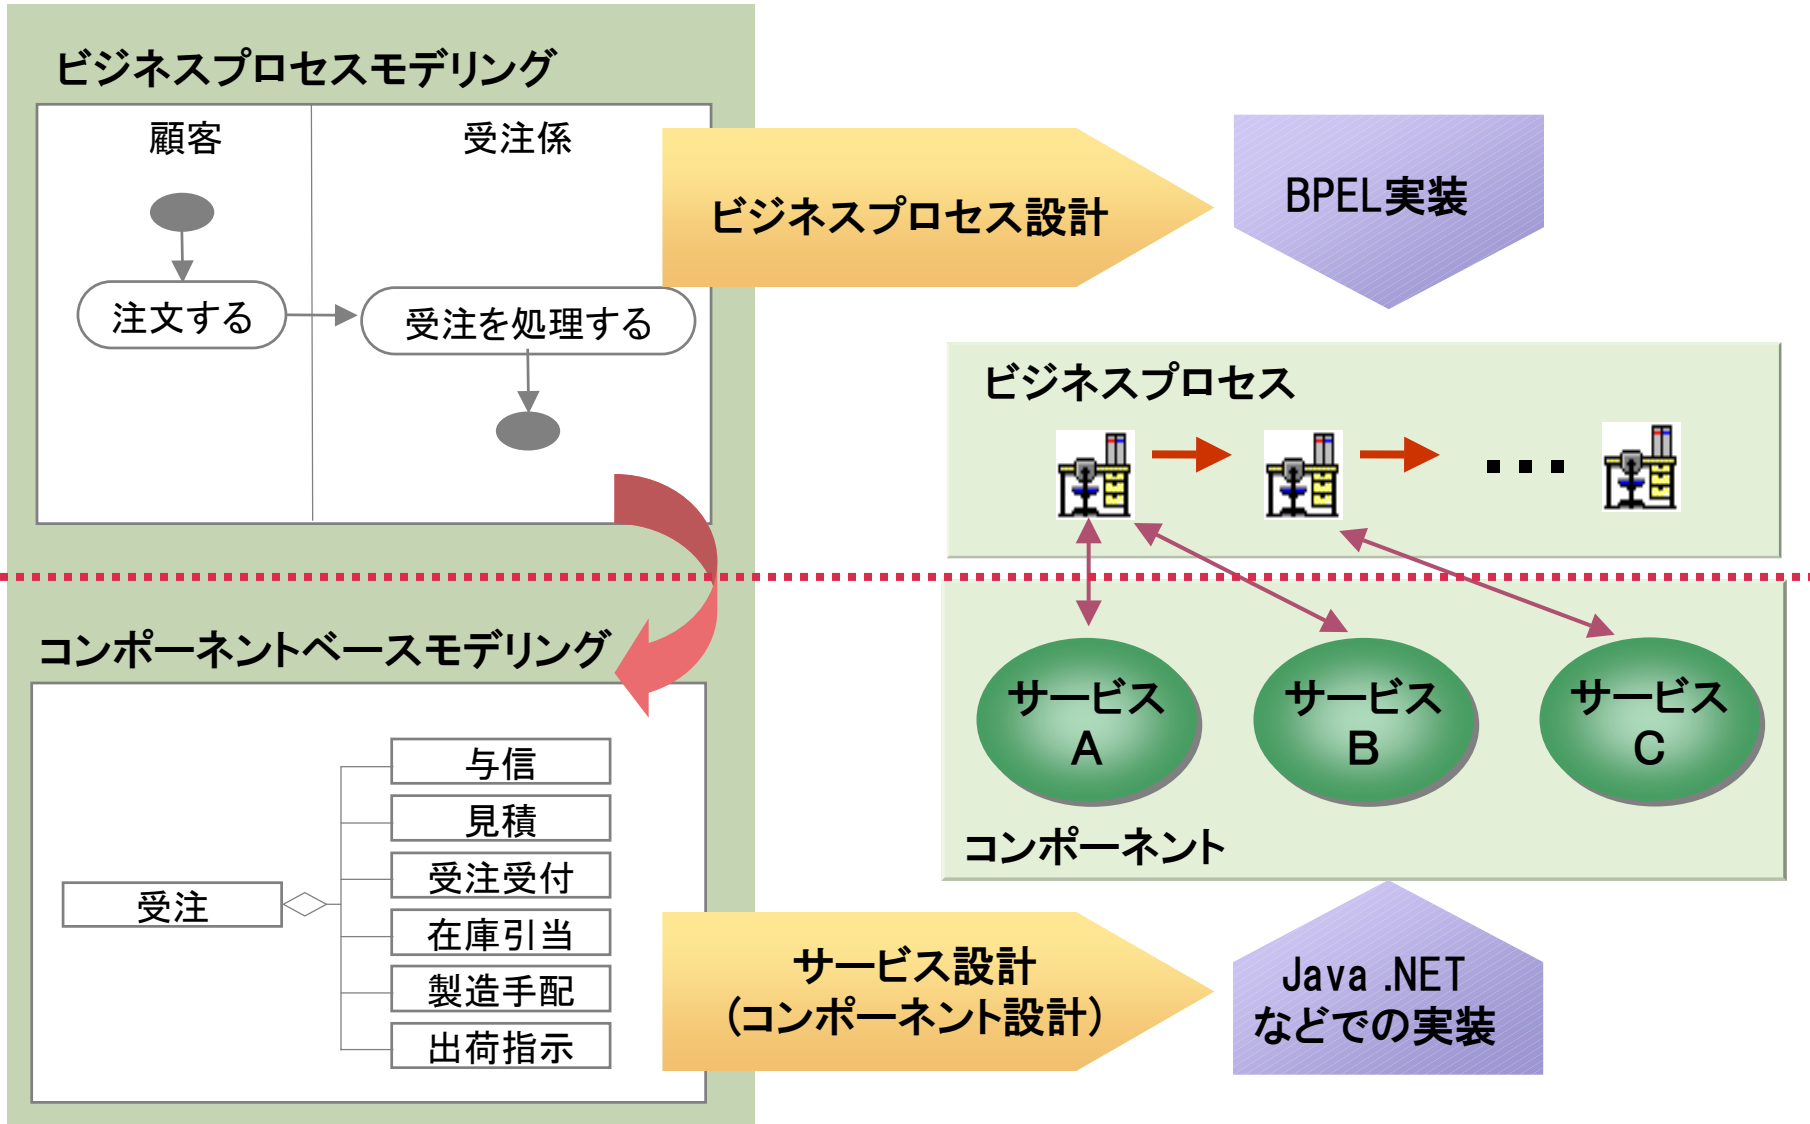 ビジネスプロセスモデリング
顧客
受注係
注文する
受注を処理する
ビジネスプロセス設計
BPEL実装
ビジネスプロセス
サービス
A
サービス
B
サービス
C
コンポーネント
コンポーネントベースモデリング
受注
与信
見積
受注受付
在庫引当
製造手配
出荷指示
サービス設計
(コンポーネント設計)
Java .NET
などでの実装